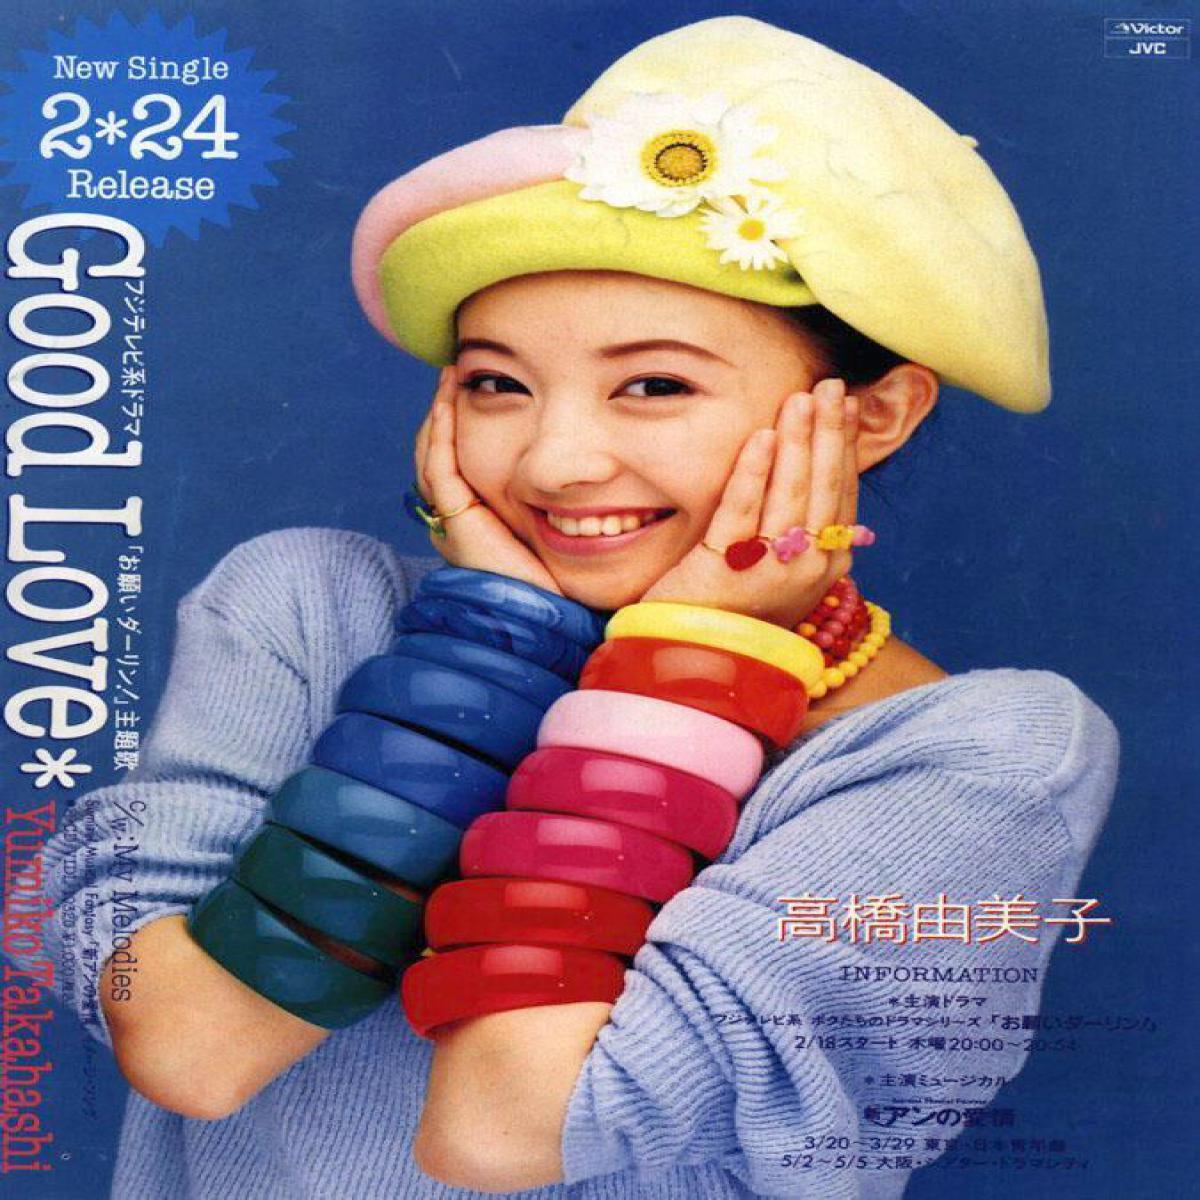 New Single
2*24
Release
Victor
JVC
Good Love*
フジテレビ系ドラマ「お願いダーリン!」主題歌
c/w:My Melodies
Yumiko Takahashi
高橋由美子
INFORMATION
*主演ドラマ
フジテレビ系 ボクたちのドラマシリーズ「お願いダーリン!」
2/18スタート 木曜20:00~20:54
*主演ミュージカル
新アンの愛情
3/20~3/29 東京・日本青年館
5/2~5/5 大阪・シアター・ドラマシティ